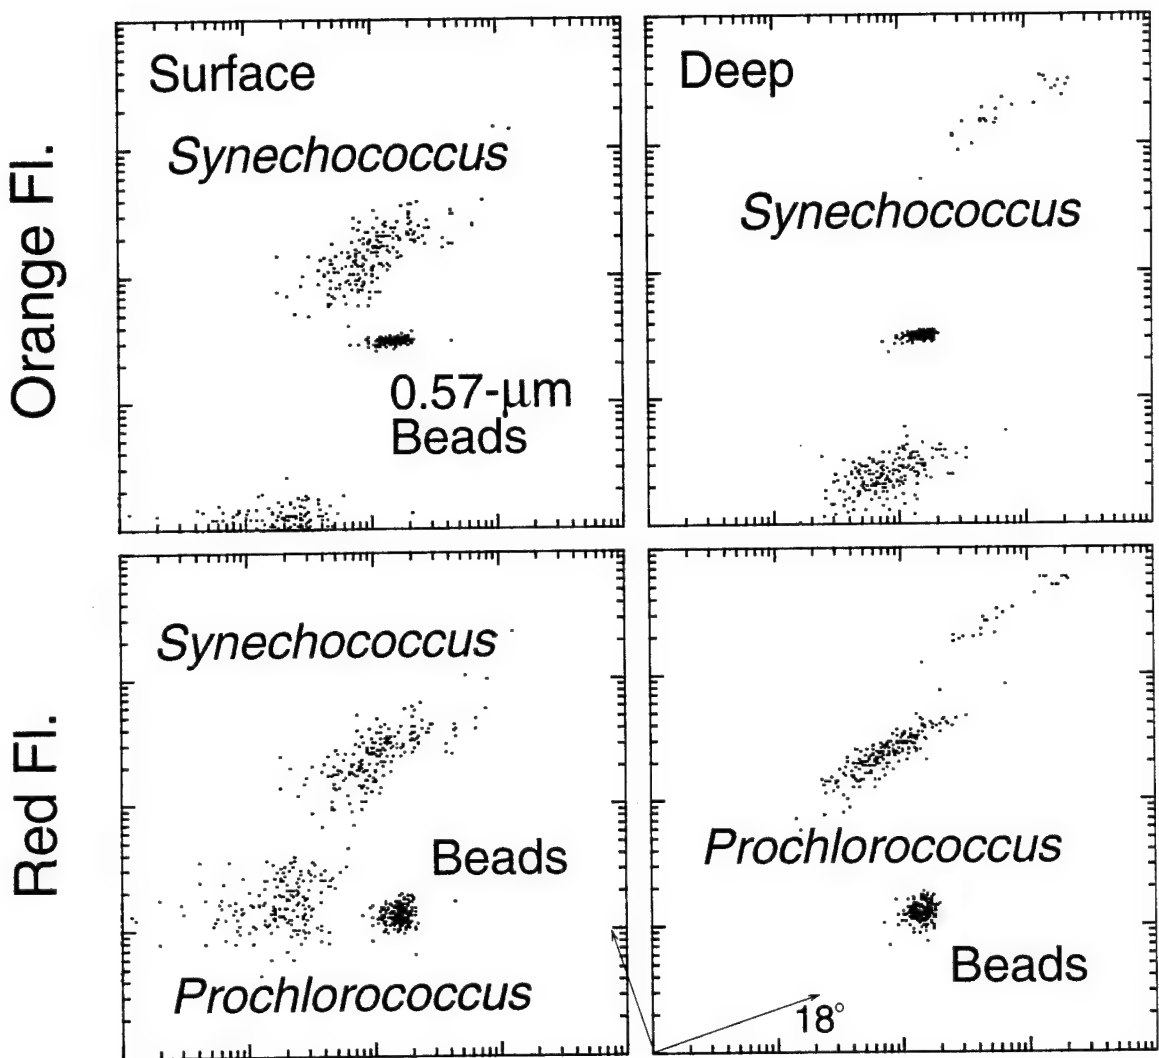 Orange Fl.
Surface
Synechococcus
0.57-µm
Beads
Deep
Synechococcus
Red Fl.
Synechococcus
Beads
Prochlorococcus
Prochlorococcus
Beads
18°